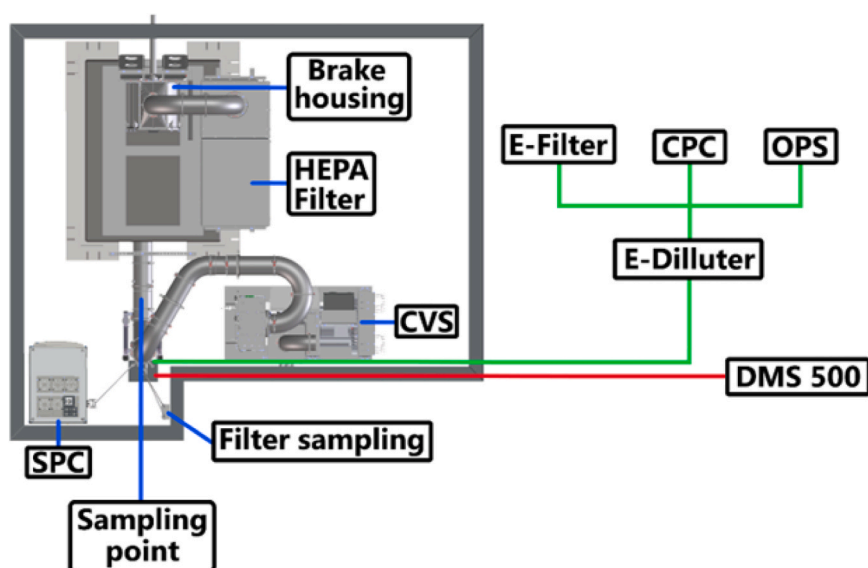 Brake
housing
HEPA
Filter
E-Filter
CPC
OPS
E-Dilluter
CVS
DMS 500
Filter sampling
SPC
Sampling
point